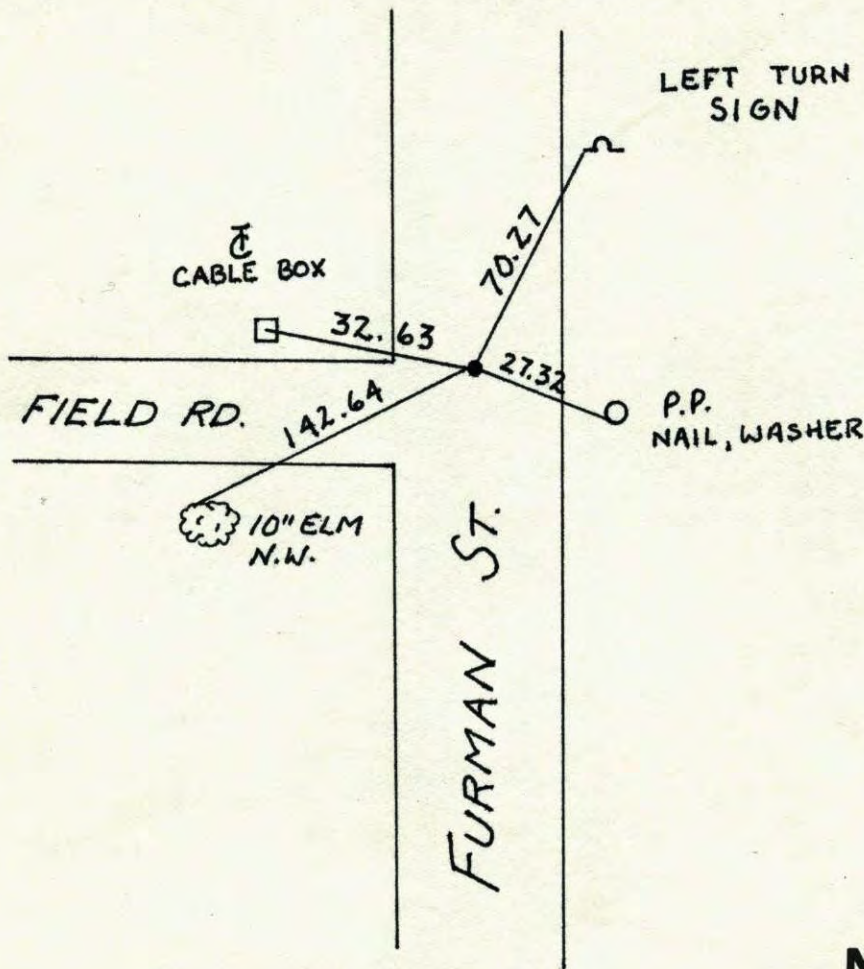 LEFT TURN
SIGN
70.27
CABLE BOX
32.63
27.32
FIELD RD.
142.64
P.P.
NAIL, WASHER
10" ELM
N.W.
FURMAN ST.